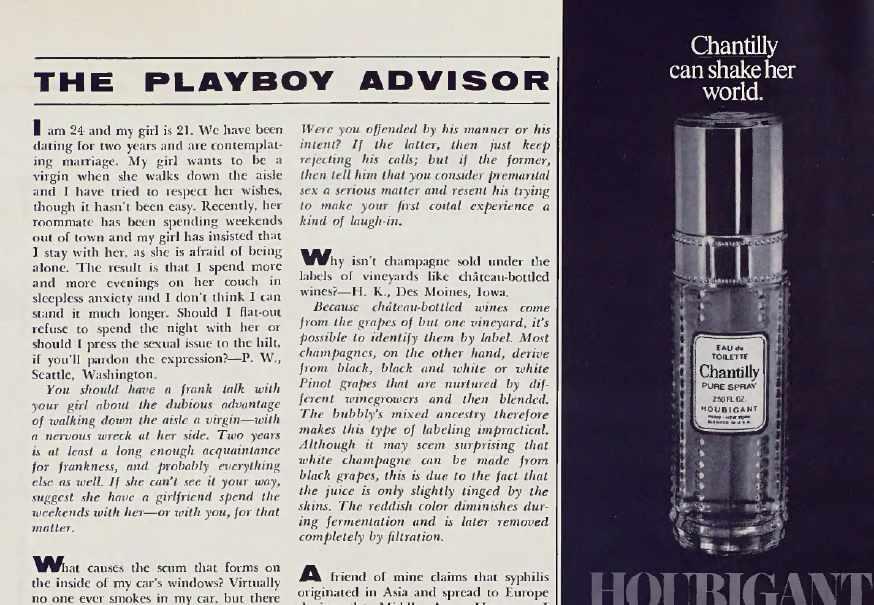 THE PLAYBOY ADVISOR
I am 24 and my girl is 21. We have been
dating for two years and are contemplat-
ing marriage. My girl wants to be a
virgin when she walks down the aisle
and I have tried to respect her wishes,
though it hasn't been easy. Recently, her
roommate has been spending weekends
out of town and my girl has insisted that
I stay with her, as she is afraid of being
alone. The result is that I spend more
and more evenings on her couch in
sleepless anxiety and I don't think I can
stand it much longer. Should I flat-out
refuse to spend the night with her or
should I press the sexual issue to the hilt,
if you'll pardon the expression?—P. W.,
Seattle, Washington.
You should have a frank talk with
your girl about the dubious advantage
of walking down the aisle a virgin—with
a nervous wreck at her side. Two years
is at least a long enough acquaintance
for frankness, and probably everything
else as well. If she can't see it your way,
suggest she have a girlfriend spend the
weekends with her—or with you, for that
matter.
What causes the scum that forms on
the inside of my car's windows? Virtually
no one ever smokes in my car, but there
Were you offended by his manner or his
intent? If the latter, then just keep
rejecting his calls; but if the former,
then tell him that you consider premarital
sex a serious matter and resent his trying
to make your first coital experience a
kind of laugh-in.
Why isn't champagne sold under the
labels of vineyards like château-bottled
wines?—H. K., Des Moines, Iowa.
Because château-bottled wines come
from the grapes of but one vineyard, it's
possible to identify them by label. Most
champagnes, on the other hand, derive
from black, black and white or white
Pinot grapes that are nurtured by dif-
ferent winegrowers and then blended.
The bubbly's mixed ancestry therefore
makes this type of labeling impractical.
Although it may seem surprising that
white champagne can be made from
black grapes, this is due to the fact that
the juice is only slightly tinged by the
skins. The reddish color diminishes dur-
ing fermentation and is later removed
completely by filtration.
A friend of mine claims that syphilis
originated in Asia and spread to Europe
Chantilly
can shake her
world.
EAU de
TOILETTE
Chantilly
PURE SPRAY
2.50 FL. OZ.
HOUBIGANT
HOUBIGANT